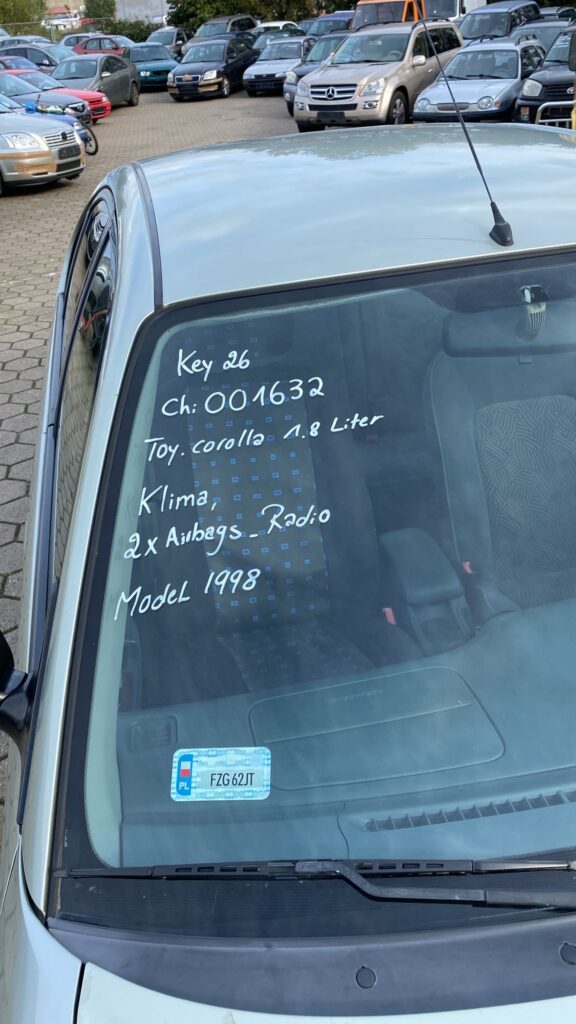 Key 26
Ch: 001632
Toy. corolla 1.8 Liter
Klima,
2x Airbags - Radio
Model 1998
PL FZG 62JT